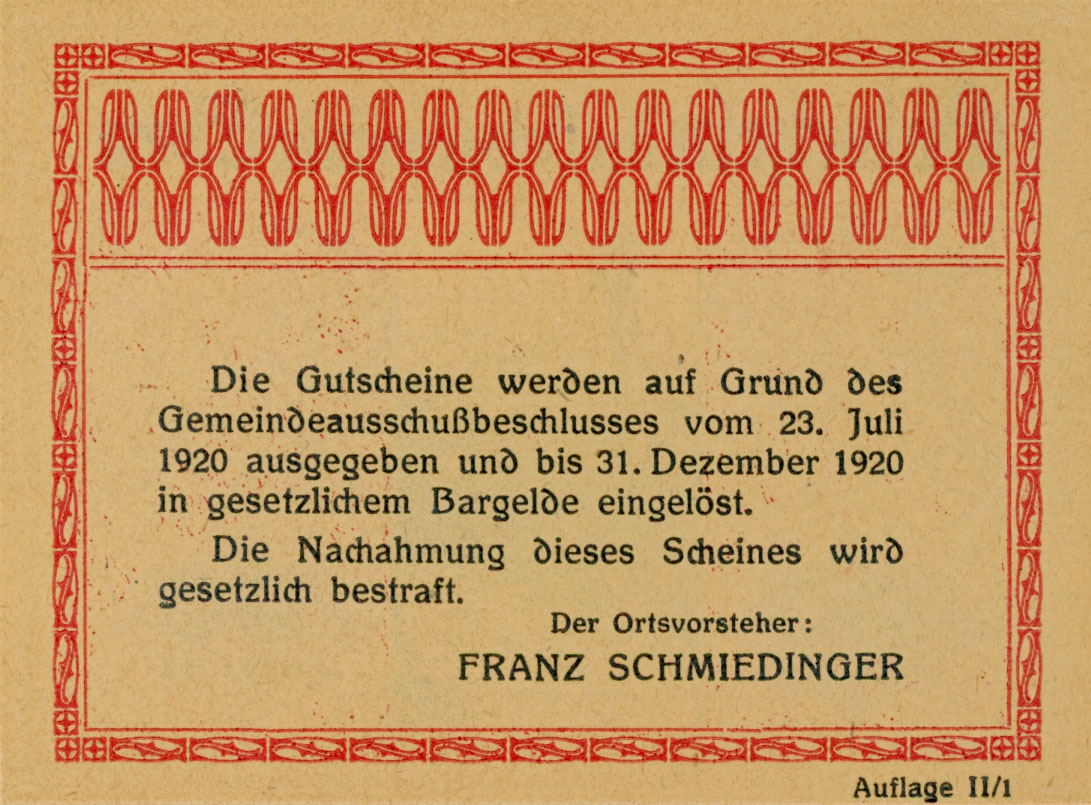 Die Gutscheine werden auf Grund des
Gemeindeausschußbeschlusses vom 23. Juli
1920 ausgegeben und bis 31. Dezember 1920
in gesetzlichem Bargelde eingelöst.
Die Nachahmung dieses Scheines wird
gesetzlich bestraft.
Der Ortsvorsteher:
FRANZ SCHMIEDINGER
Auflage II/1